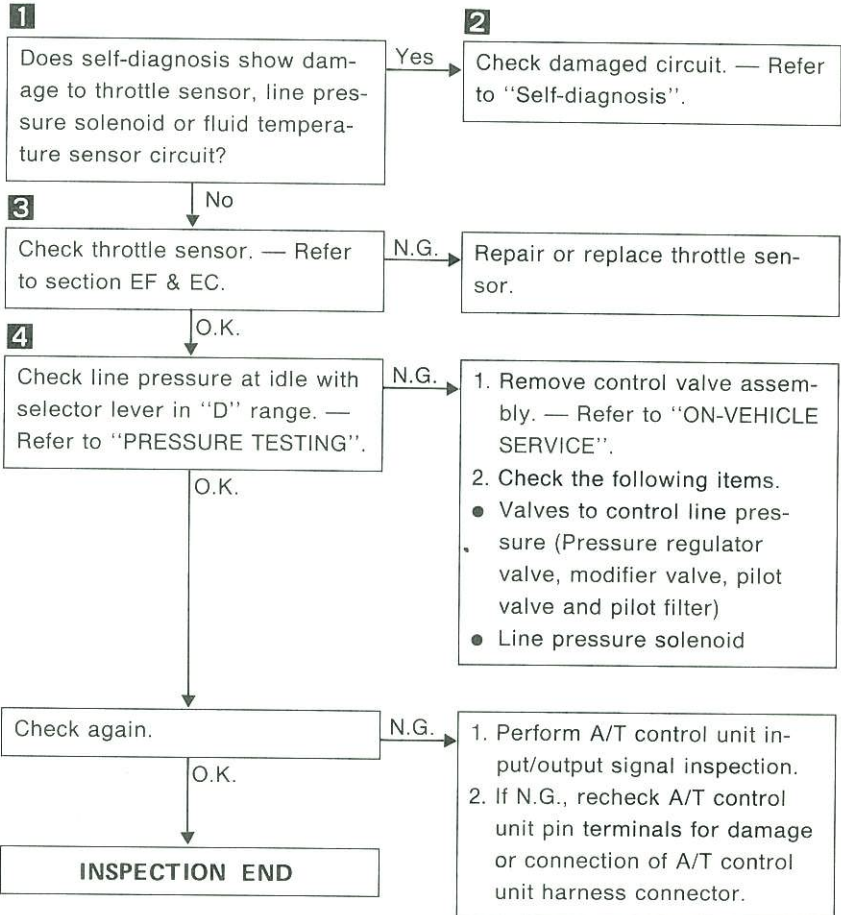 1
Does self-diagnosis show dam-
age to throttle sensor, line pres-
sure solenoid or fluid tempera-
ture sensor circuit?
Yes
2
Check damaged circuit. — Refer
to "Self-diagnosis".
No
3
Check throttle sensor. — Refer
to section EF & EC.
N.G.
Repair or replace throttle sen-
sor.
O.K.
4
Check line pressure at idle with
selector lever in "D" range. —
Refer to "PRESSURE TESTING".
N.G.
1. Remove control valve assem-
bly. — Refer to "ON-VEHICLE
SERVICE".
2. Check the following items.
● Valves to control line pres-
sure (Pressure regulator
valve, modifier valve, pilot
valve and pilot filter)
● Line pressure solenoid
O.K.
Check again.
N.G.
1. Perform A/T control unit in-
put/output signal inspection.
2. If N.G., recheck A/T control
unit pin terminals for damage
or connection of A/T control
unit harness connector.
O.K.
INSPECTION END